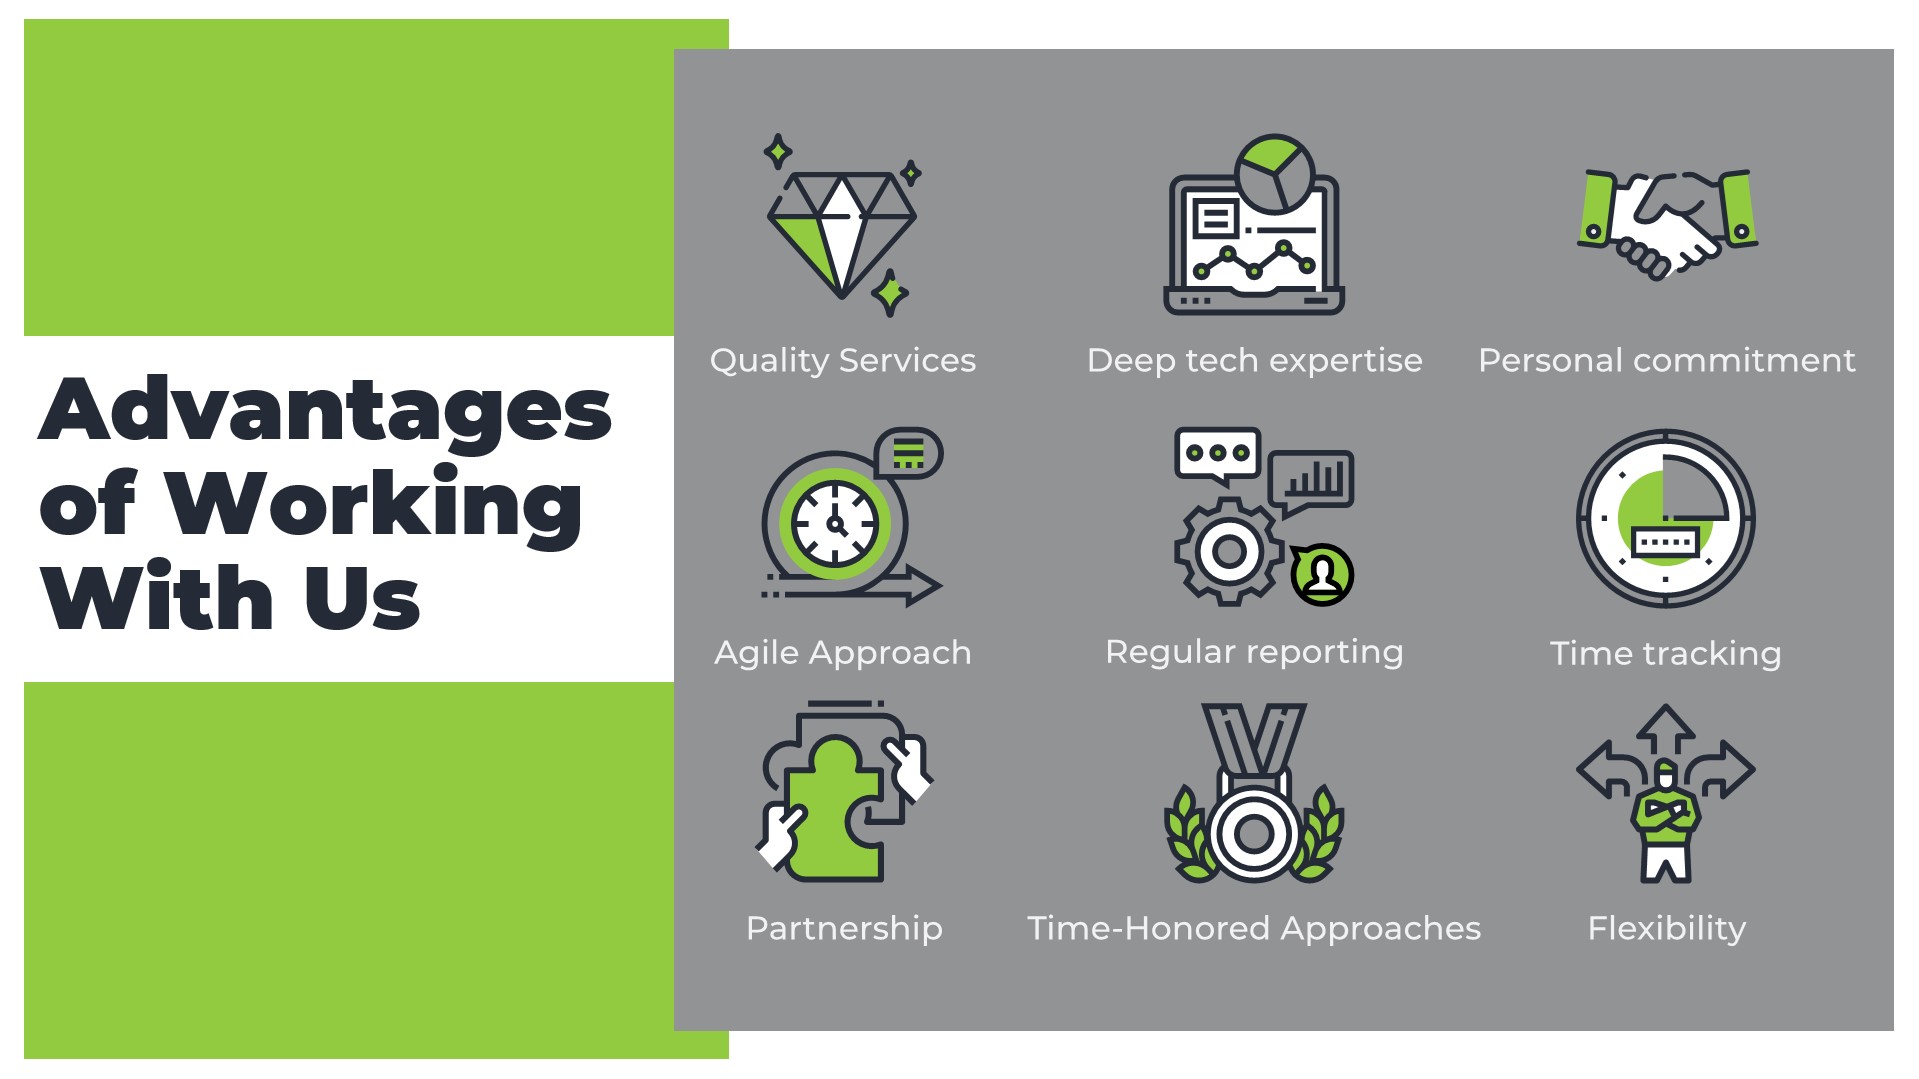 Advantages
of Working
With Us
Quality Services
Deep tech expertise
Personal commitment
Agile Approach
Regular reporting
Time tracking
Partnership
Time-Honored Approaches
Flexibility